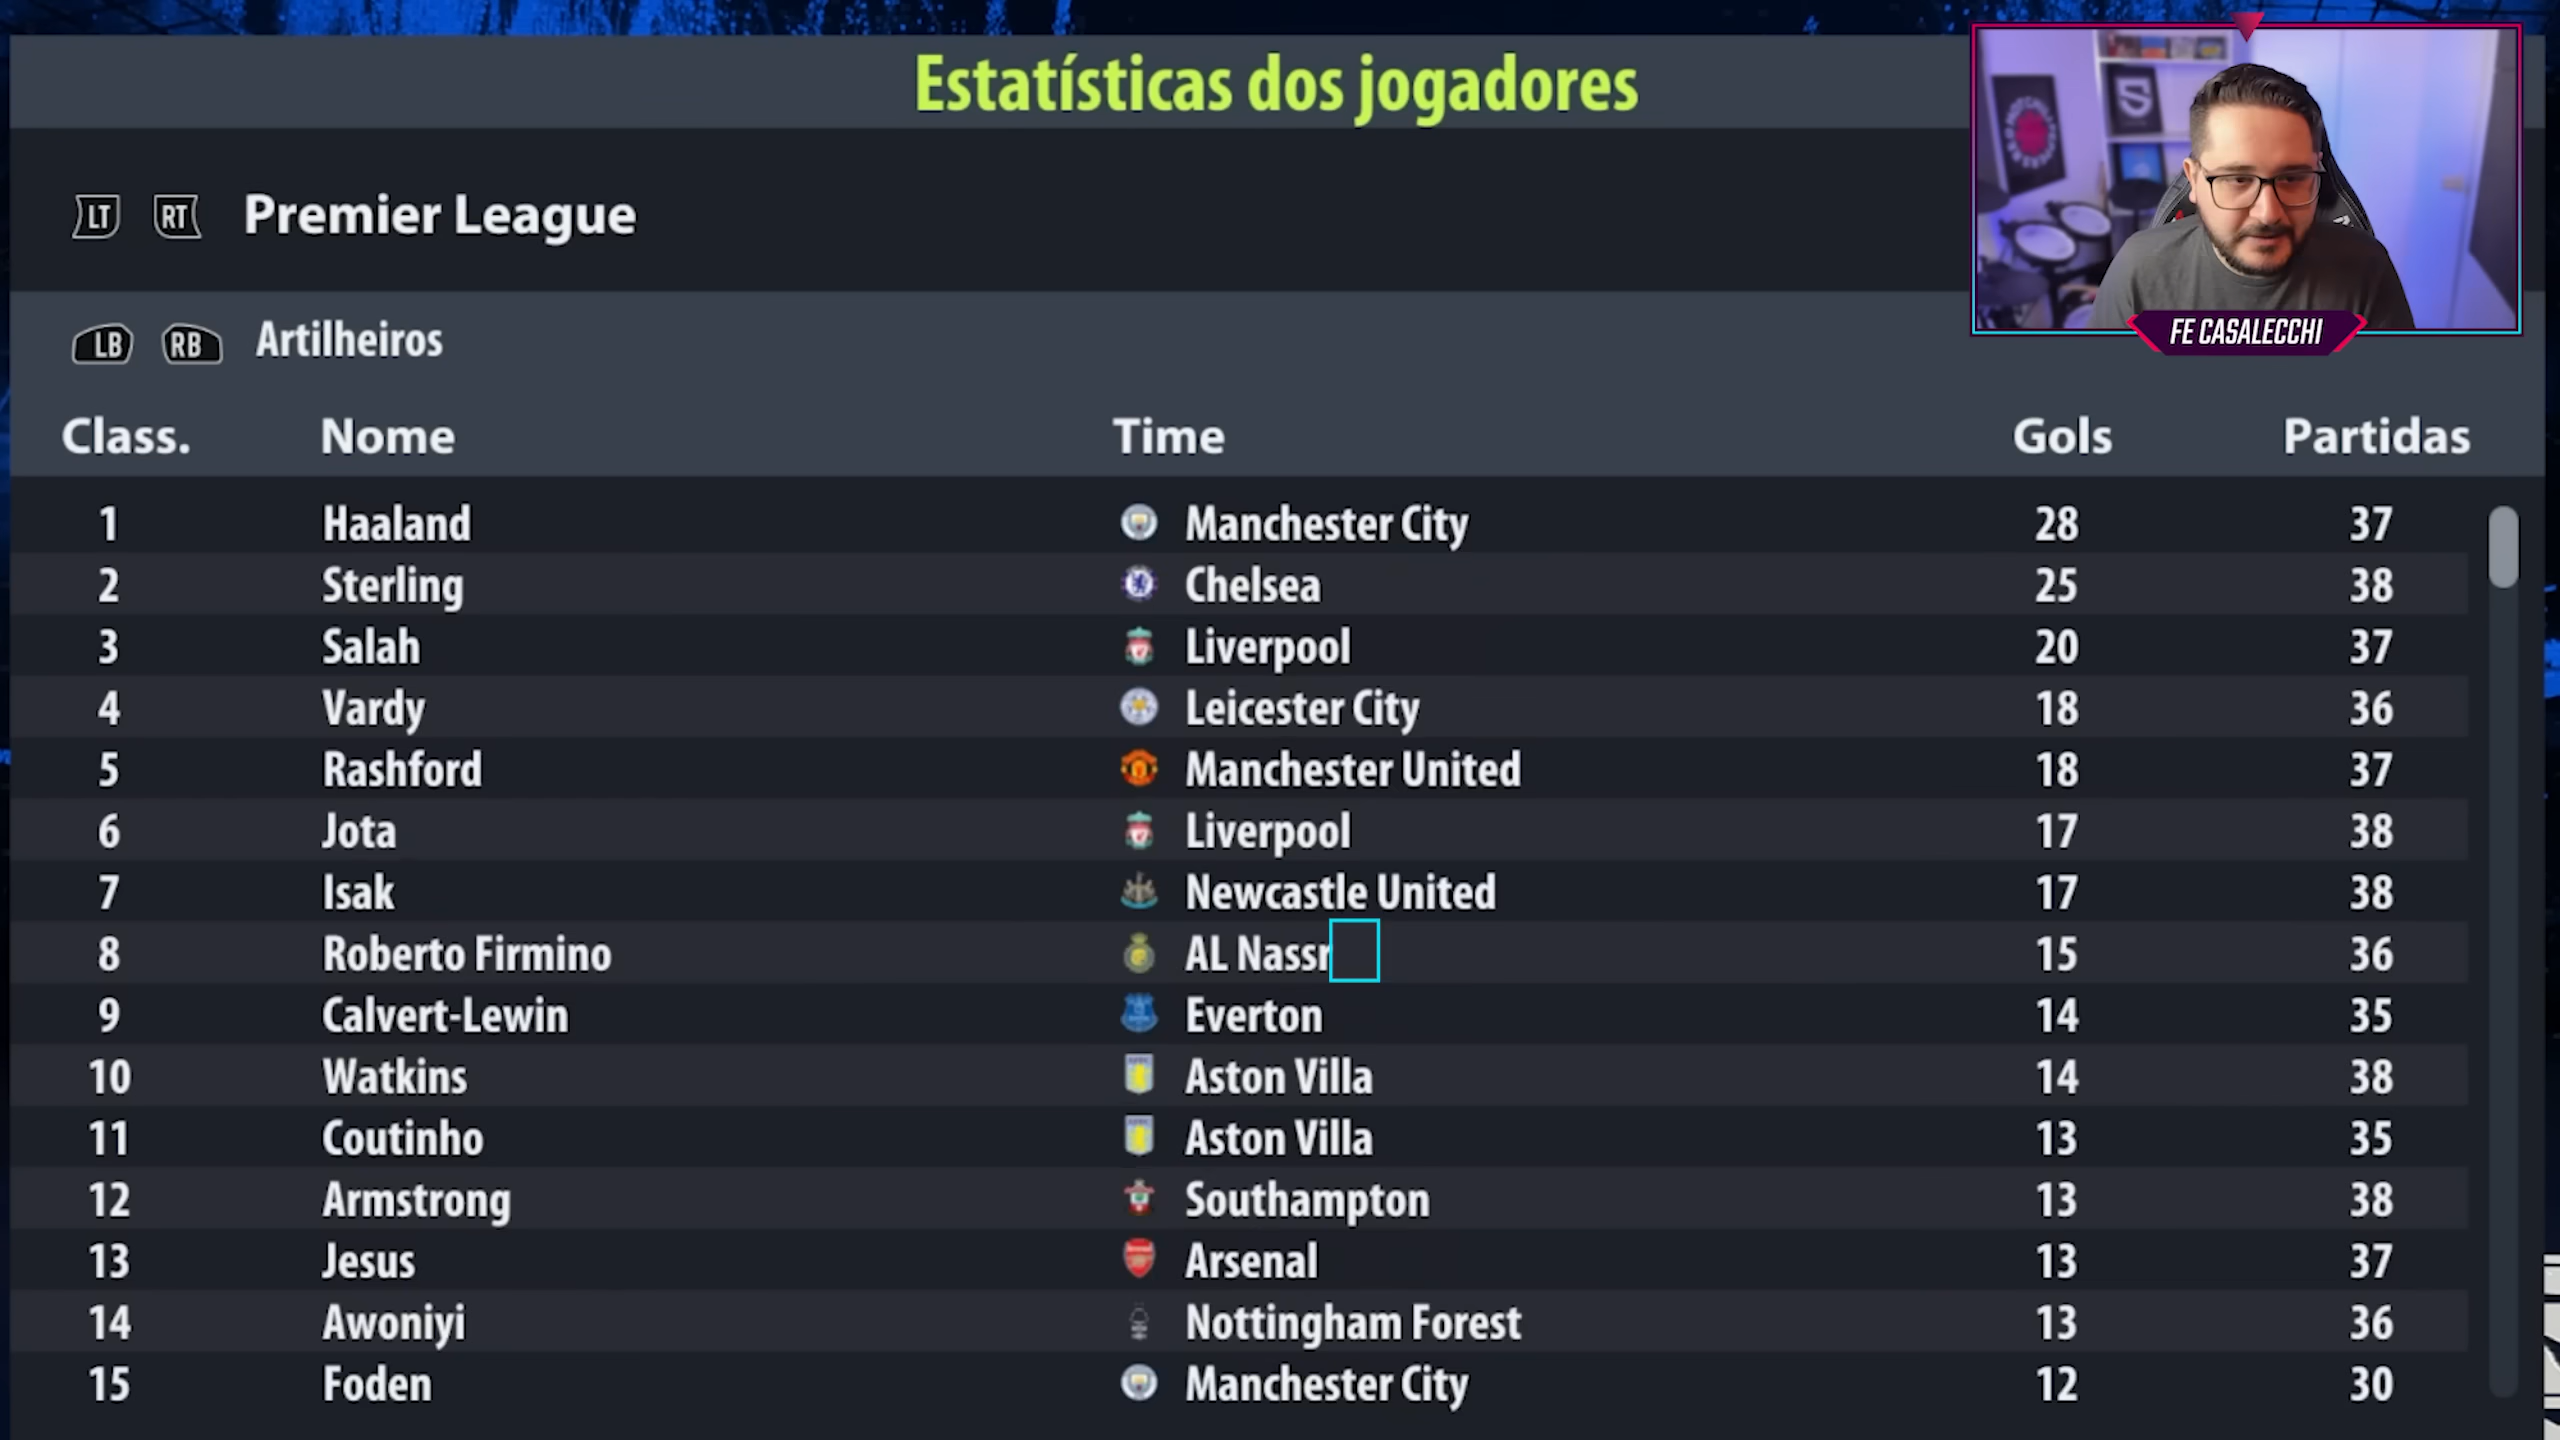 Estatísticas dos jogadores
LT RT Premier League
FE CASALECCHI
LB RB Artilheiros
Class. Nome Time Gols Partidas
1 Haaland Manchester City 28 37
2 Sterling Chelsea 25 38
3 Salah Liverpool 20 37
4 Vardy Leicester City 18 36
5 Rashford Manchester United 18 37
6 Jota Liverpool 17 38
7 Isak Newcastle United 17 38
8 Roberto Firmino AL Nassr 15 36
9 Calvert-Lewin Everton 14 35
10 Watkins Aston Villa 14 38
11 Coutinho Aston Villa 13 35
12 Armstrong Southampton 13 38
13 Jesus Arsenal 13 37
14 Awoniyi Nottingham Forest 13 36
15 Foden Manchester City 12 30